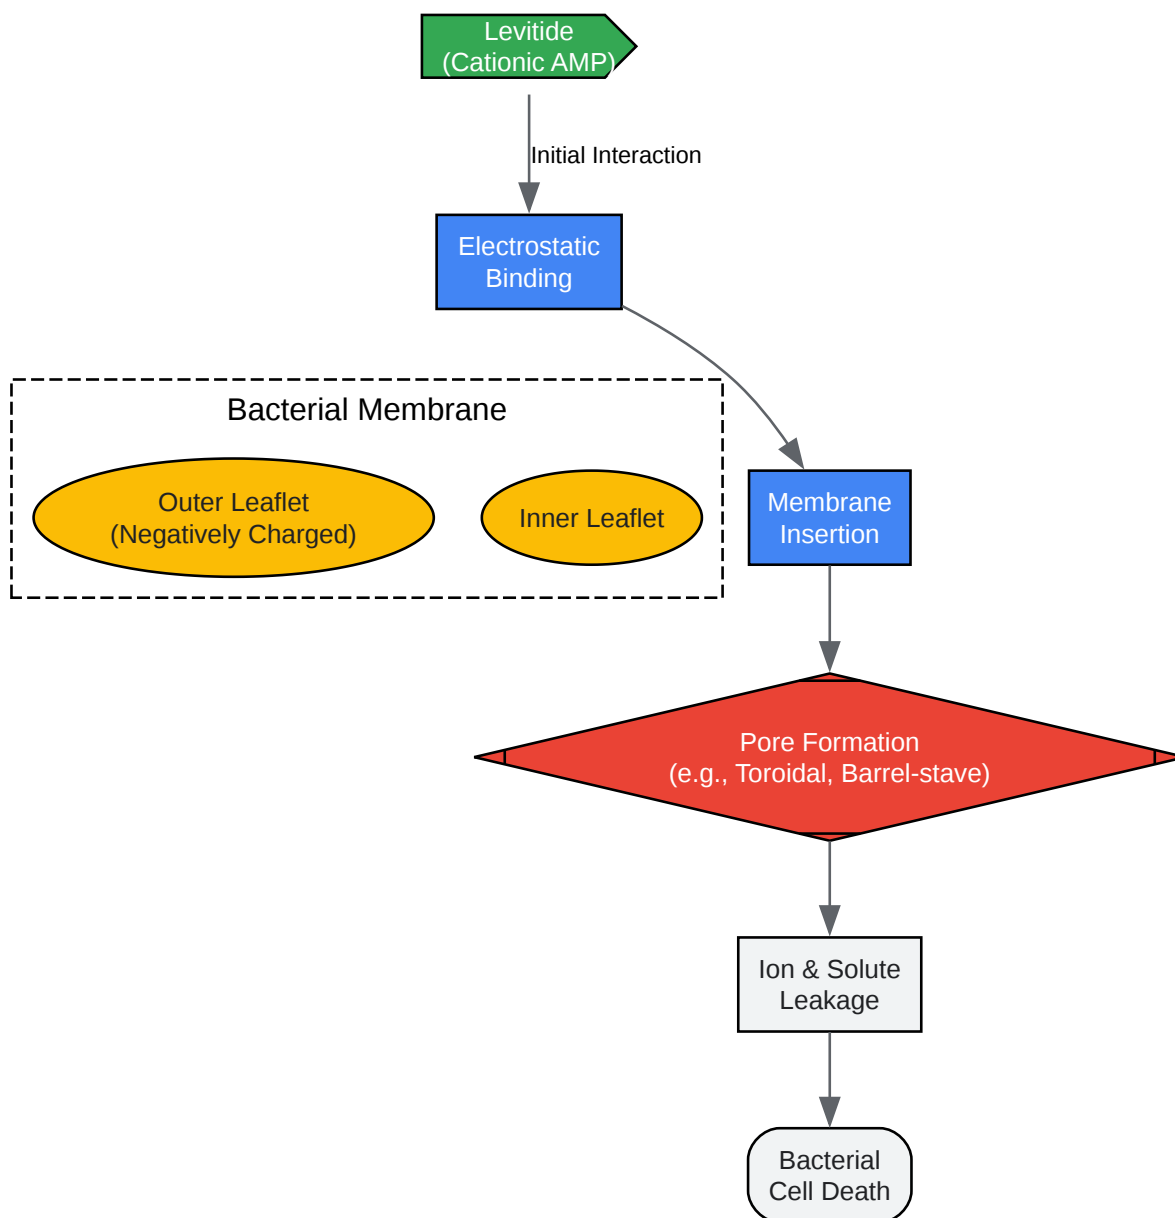 Levitide
(Cationic AMP)
Initial Interaction
Electrostatic
Binding
Bacterial Membrane
Outer Leaflet
(Negatively Charged)
Inner Leaflet
Membrane
Insertion
Pore Formation
(e.g., Toroidal, Barrel-stave)
Ion & Solute
Leakage
Bacterial
Cell Death